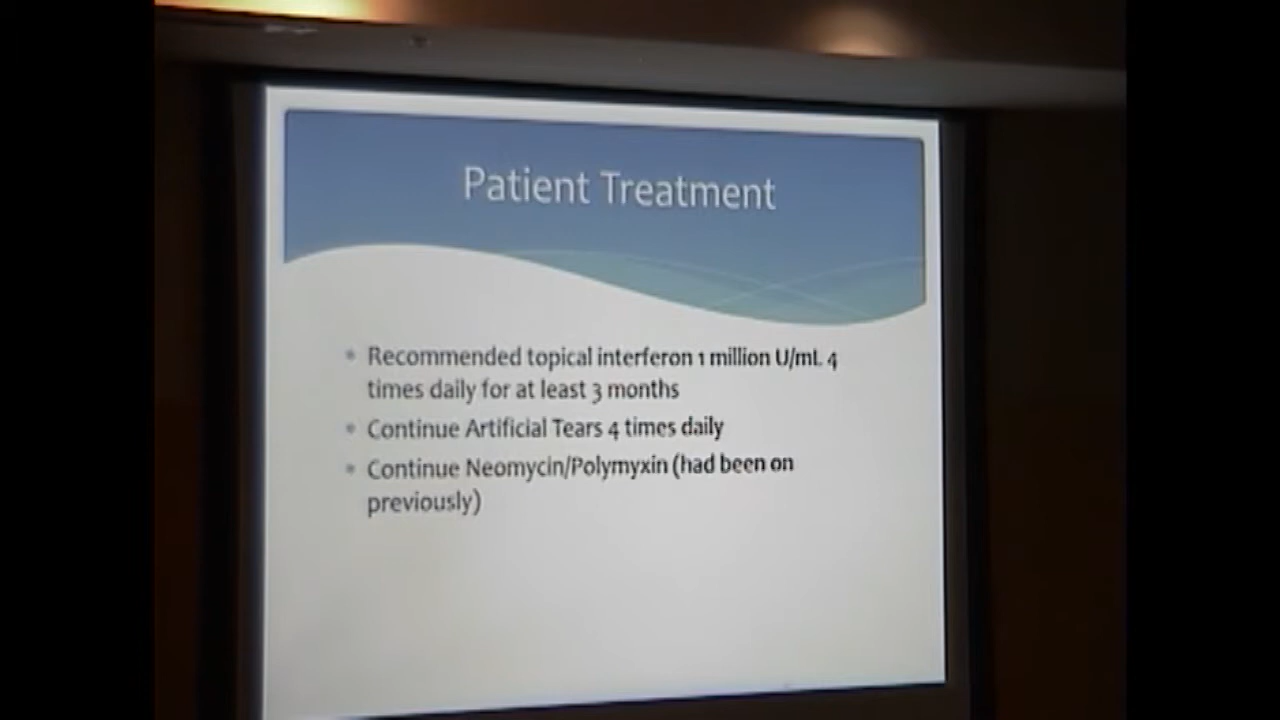 Patient Treatment
Recommended topical interferon 1 million U/mL 4
times daily for at least 3 months
Continue Artificial Tears 4 times daily
Continue Neomycin/Polymyxin (had been on
previously)